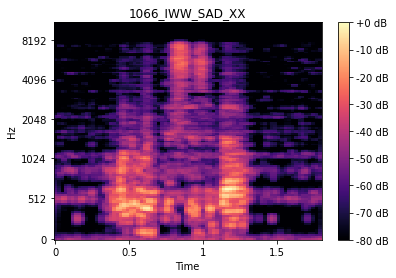 1066_IWW_SAD_XX
+0 dB
8192
-10 dB
4096
-20 dB
-30 dB
Hz
2048
-40 dB
1024
-50 dB
512
-60 dB
-70 dB
0
-80 dB
0
0.5
1
1.5
Time